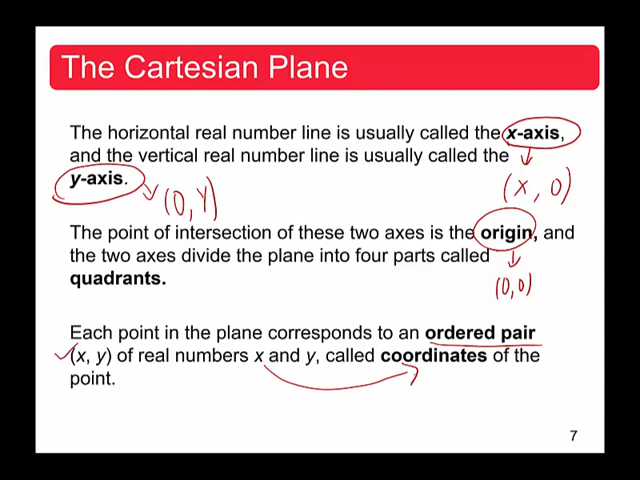 The Cartesian Plane
The horizontal real number line is usually called the x-axis,
and the vertical real number line is usually called the
y-axis.
(0, Y)
(X, 0)
The point of intersection of these two axes is the origin, and
the two axes divide the plane into four parts called
quadrants.
(0,0)
Each point in the plane corresponds to an ordered pair
(x, y) of real numbers x and y, called coordinates of the
point.
7